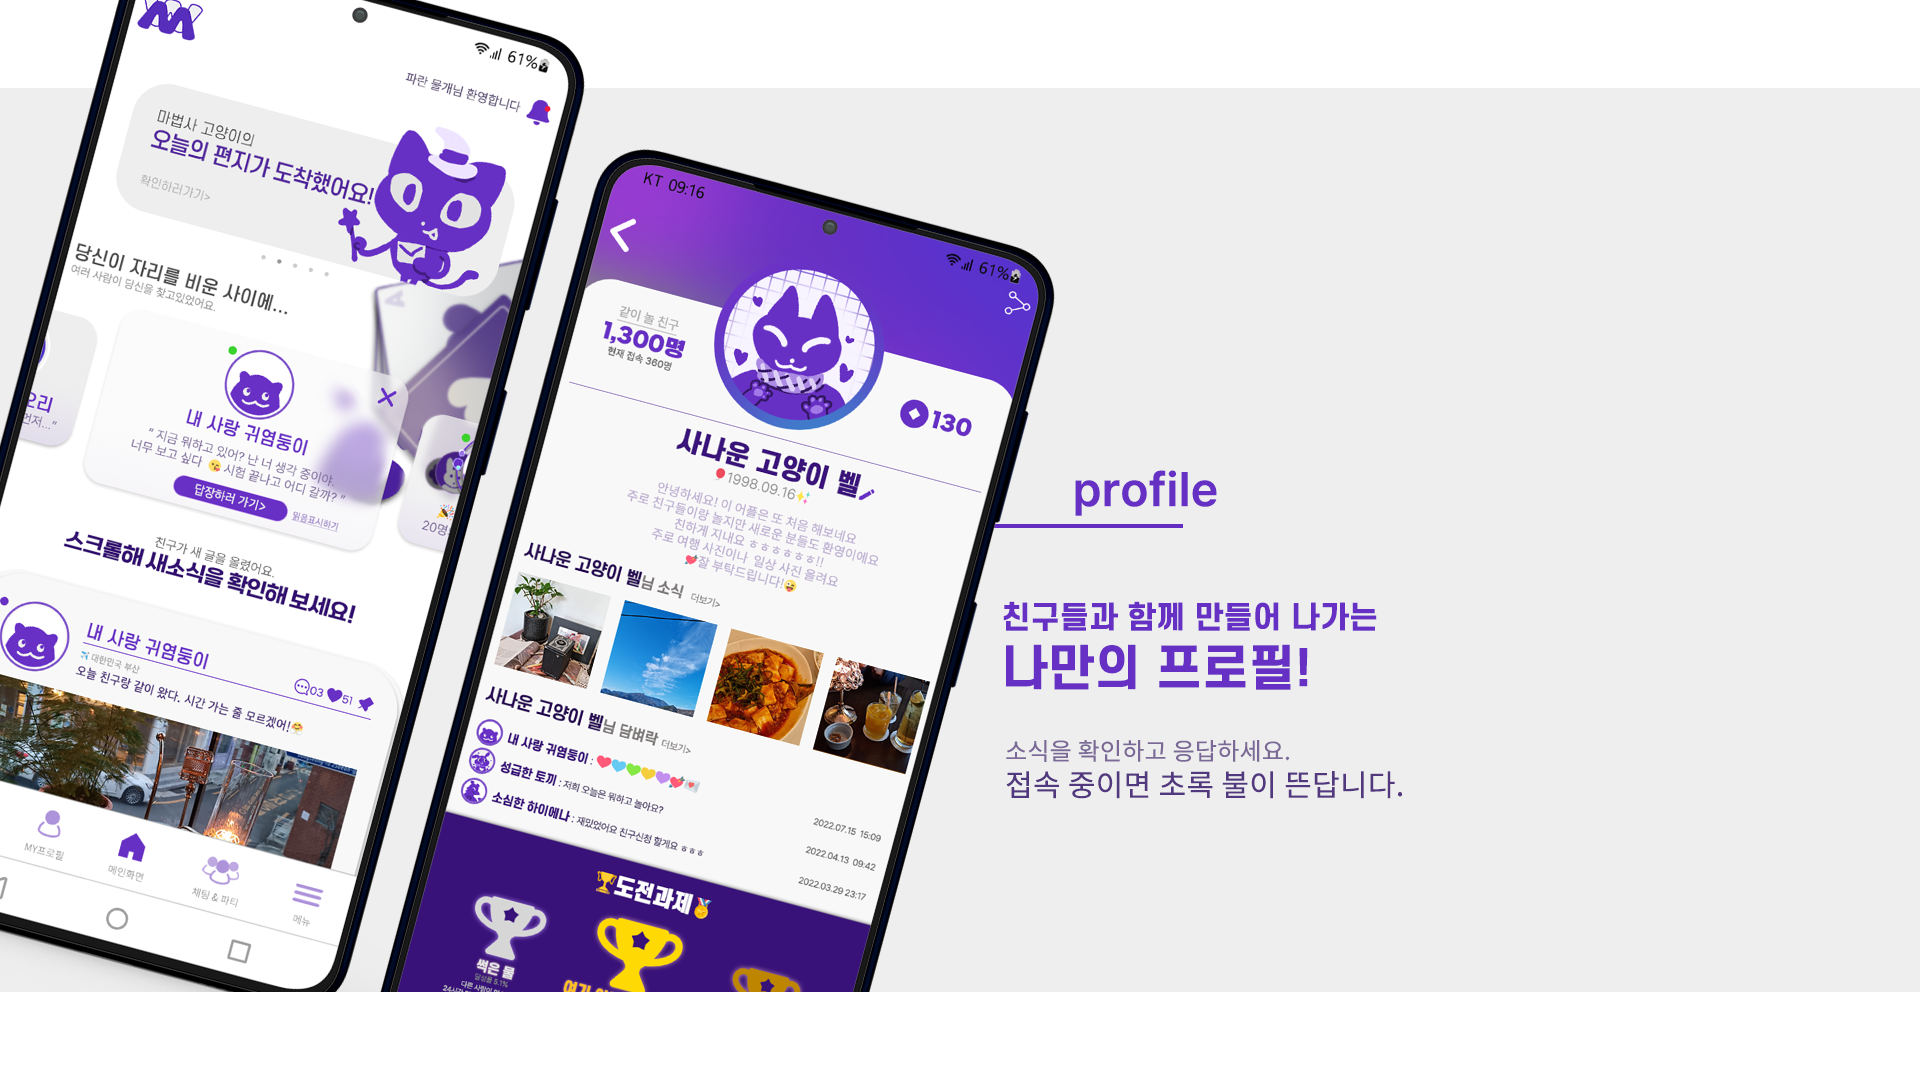 61%
파란 물개님 환영합니다
마법사 고양이의
오늘의 편지가 도착했어요!
확인하러가기>
당신이 자리를 비운 사이에...
여러 사람이 당신을 찾고있었어요.
오리
먼저..."
내 사랑 귀염둥이
" 지금 뭐하고 있어? 난 너 생각 중이야.
너무 보고 싶다 😘 시험 끝나고 어디 갈까? "
답장하러 가기>
읽음표시하기
친구가 새 글을 올렸어요.
스크롤해 새소식을 확인해 보세요!
내 사랑 귀염둥이
대한민국 부산
03
51
오늘 친구랑 같이 왔다. 시간 가는 줄 모르겠어!🤗
MY프로필
메인화면
채팅 & 파티
메뉴
KT 09:16
61%
같이 놀 친구
1,300명
현재 접속 360명
130
사나운 고양이 벨
🎈1998.09.16✨
안녕하세요! 이 어플은 또 처음 해보네요
주로 친구들이랑 놀지만 새로운 분들도 환영이에요
친하게 지내요 ㅎㅎㅎㅎㅎㅎ!!
주로 여행 사진이나 일상 사진 올려요
💘잘 부탁드립니다!😜
사나운 고양이 벨님 소식 더보기>
사나운 고양이 벨님 담벼락 더보기>
내 사랑 귀염둥이 :
성급한 토끼 : 저희 오늘은 뭐하고 놀아요?
소심한 하이에나 : 재밌었어요 친구신청 할게요 ㅎㅎㅎ
2022.07.15 15:09
2022.04.13 09:42
2022.03.29 23:17
🏆도전과제🏅
썩은 물
달성율 5.1%
profile
친구들과 함께 만들어 나가는
나만의 프로필!
소식을 확인하고 응답하세요.
접속 중이면 초록 불이 뜬답니다.